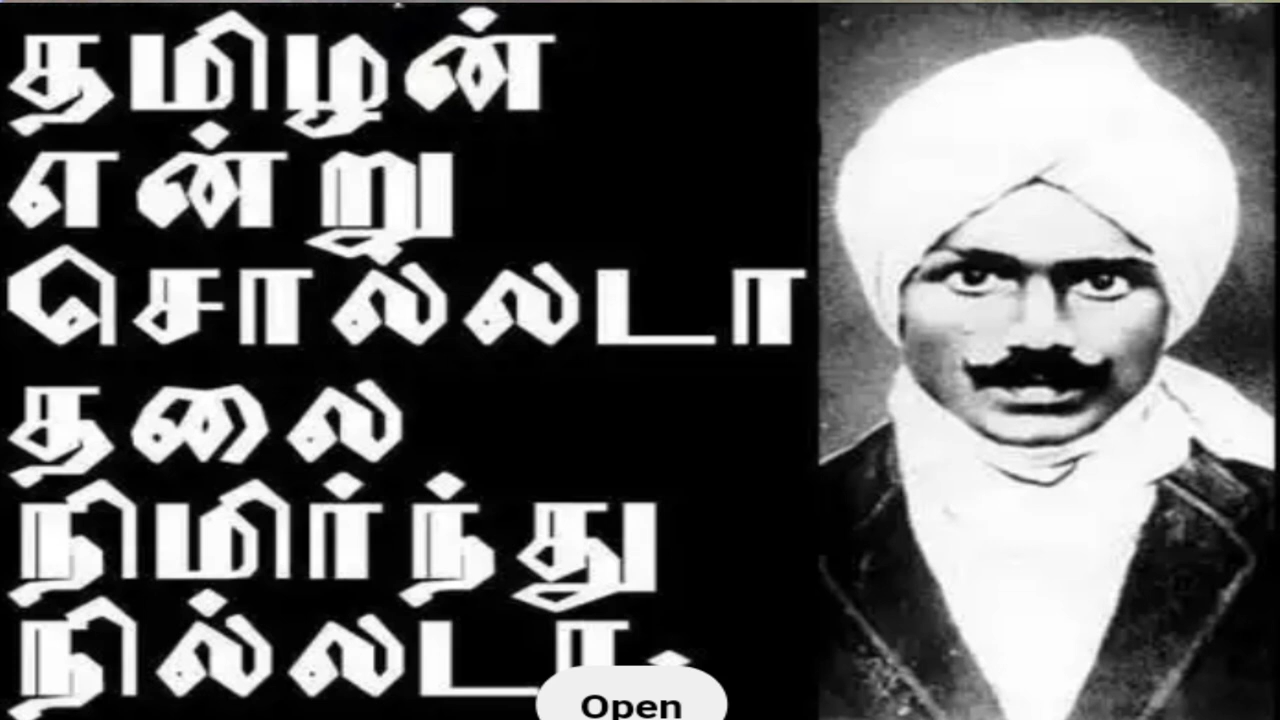 தமிழன்
என்று
சொல்லடா
தலை
நிமிர்ந்து
நில்லடா.
Open